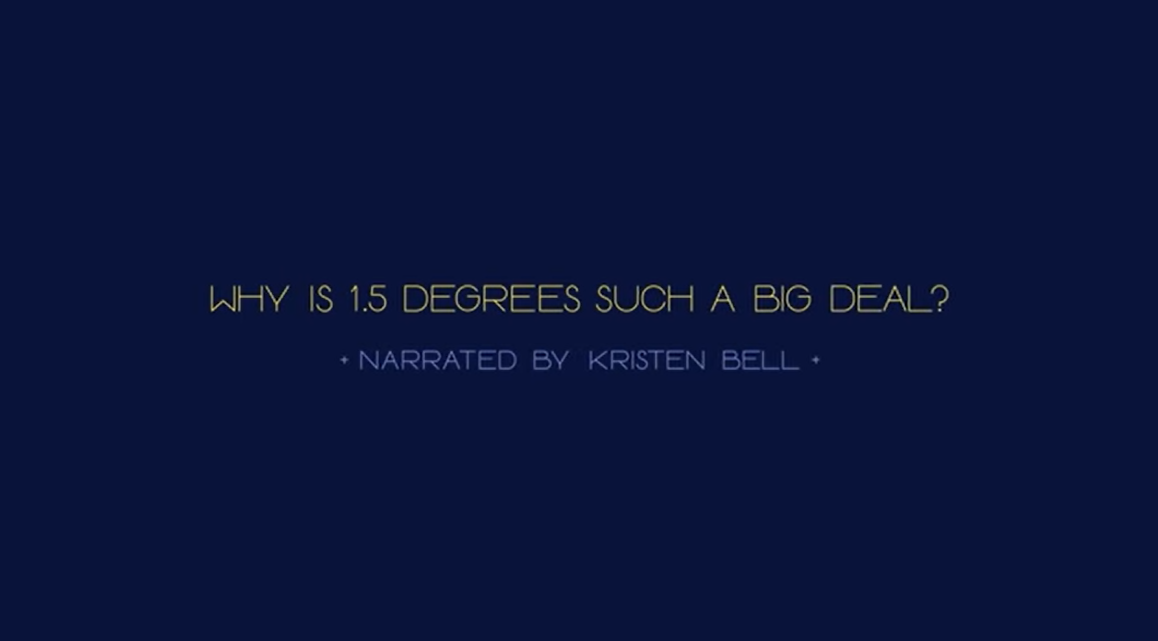 WHY IS 1.5 DEGREES SUCH A BIG DEAL?
+ NARRATED BY KRISTEN BELL +